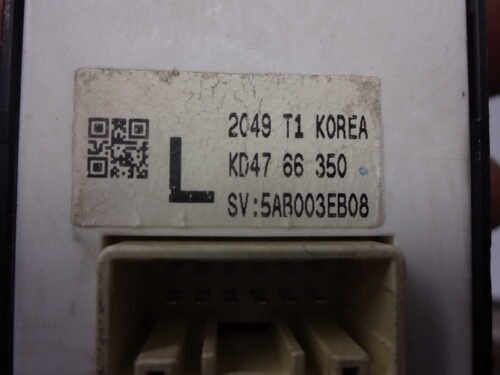 L
2049 T1 KOREA
KD47 66 350
SV:5AB003EB08